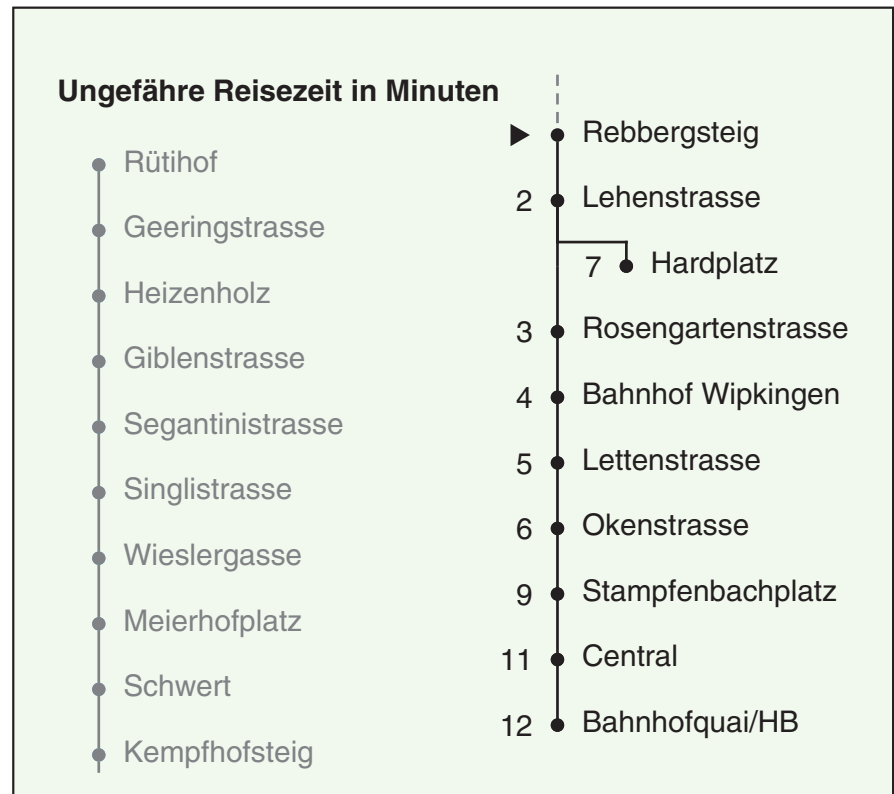 Ungefähre Reisezeit in Minuten
Rütihof
Geeringstrasse
Heizenholz
Giblenstrasse
Segantinistrasse
Singlistrasse
Wieslergasse
Meierhofplatz
Schwert
Kempfhofsteig
Rebbergsteig
2 Lehenstrasse
7 Hardplatz
3 Rosengartenstrasse
4 Bahnhof Wipkingen
5 Lettenstrasse
6 Okenstrasse
9 Stampfenbachplatz
11 Central
12 Bahnhofquai/HB